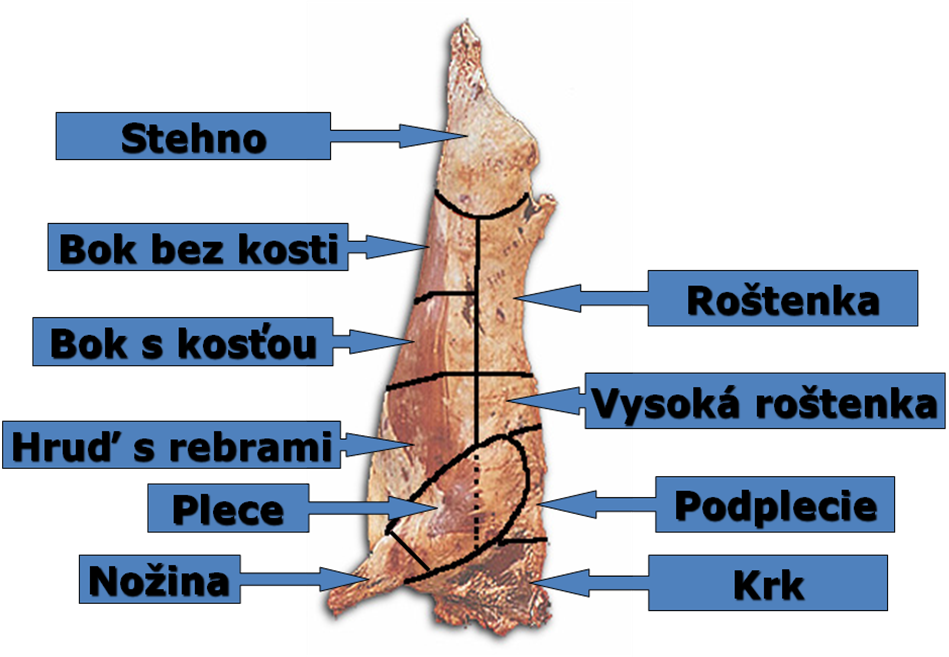 Stehno
Bok bez kosti
Roštenka
Bok s kosťou
Vysoká roštenka
Hruď s rebrami
Plece
Podplecie
Nožina
Krk